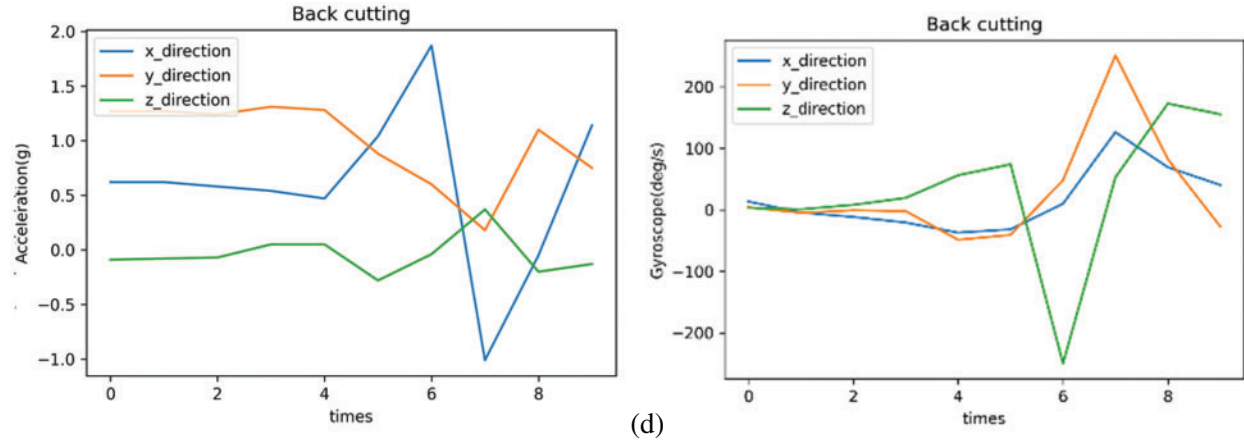 Back cutting
2.0
1.5
1.0
0.5
0.0
−0.5
−1.0
Acceleration(g)
x_direction
y_direction
z_direction
0 2 4 6 8
times
(d)
Back cutting
200
100
0
−100
−200
Gyroscope(deg/s)
x_direction
y_direction
z_direction
0 2 4 6 8
times